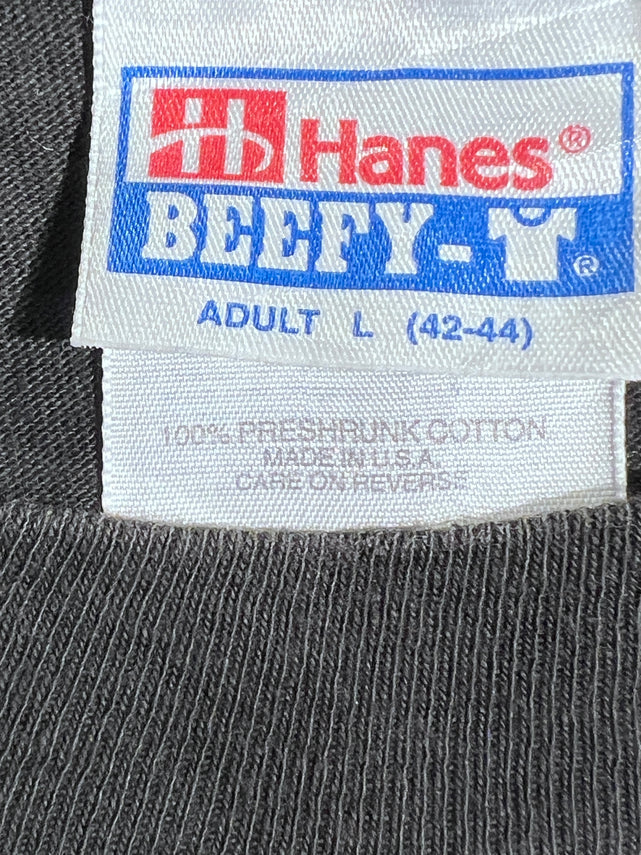 H Hanes®
BEEFY-T®
ADULT L (42-44)
100% PRESHRUNK COTTON
MADE IN U.S.A.
CARE ON REVERSE